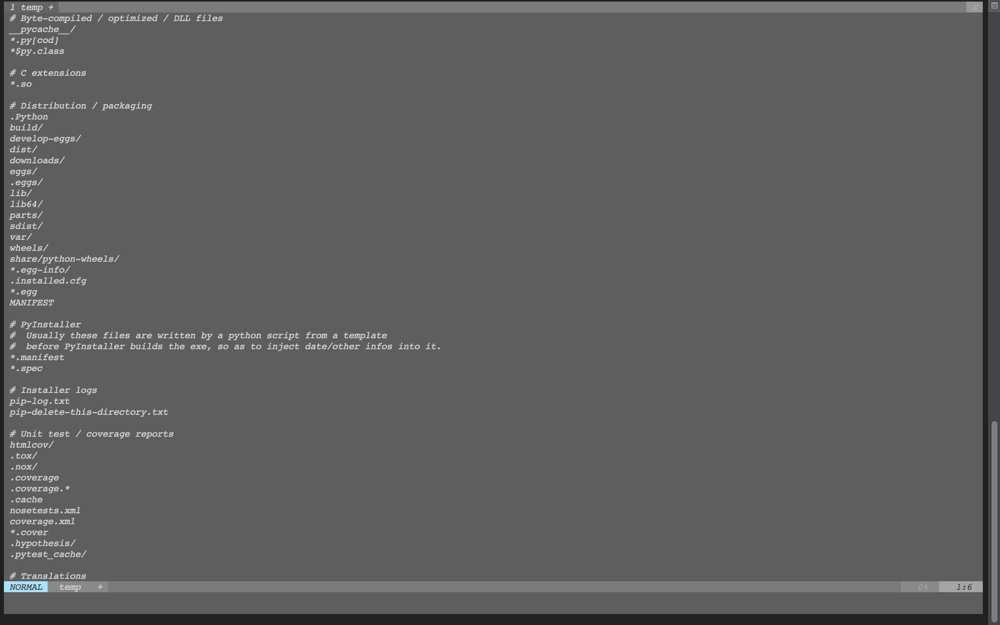 1 temp + X
# Byte-compiled / optimized / DLL files
__pycache__/
*.py[cod]
*$py.class

# C extensions
*.so

# Distribution / packaging
.Python
build/
develop-eggs/
dist/
downloads/
eggs/
.eggs/
lib/
lib64/
parts/
sdist/
var/
wheels/
share/python-wheels/
*.egg-info/
.installed.cfg
*.egg
MANIFEST

# PyInstaller
#  Usually these files are written by a python script from a template
#  before PyInstaller builds the exe, so as to inject date/other infos into it.
*.manifest
*.spec

# Installer logs
pip-log.txt
pip-delete-this-directory.txt

# Unit test / coverage reports
htmlcov/
.tox/
.nox/
.coverage
.coverage.*
.cache
nosetests.xml
coverage.xml
*.cover
.hypothesis/
.pytest_cache/

# Translations
NORMAL temp + 0% 1:6